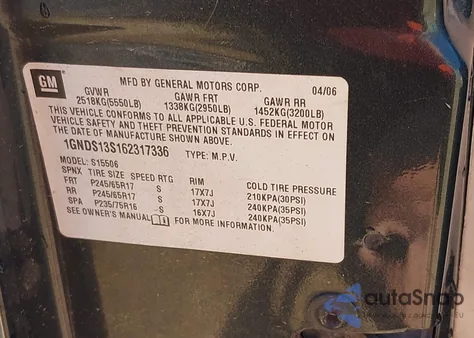 GM
MFD BY GENERAL MOTORS CORP. 04/06
GVWR GAWR FRT GAWR RR
2518KG(5550LB) 1338KG(2950LB) 1452KG(3200LB)
THIS VEHICLE CONFORMS TO ALL APPLICABLE U.S. FEDERAL MOTOR
VEHICLE SAFETY AND THEFT PREVENTION STANDARDS IN EFFECT ON
THE DATE OF MANUFACTURE SHOWN ABOVE.
1GNDS13S162317336 TYPE: M.P.V.
MODEL: S15506
SPNX TIRE SIZE SPEED RTG RIM COLD TIRE PRESSURE
FRT P245/65R17 S 17X7J 210KPA(30PSI)
RR P245/65R17 S 17X7J 240KPA(35PSI)
SPA P235/75R16 S 16X7J 240KPA(35PSI)
SEE OWNER'S MANUAL FOR MORE INFORMATION.
autaSnap